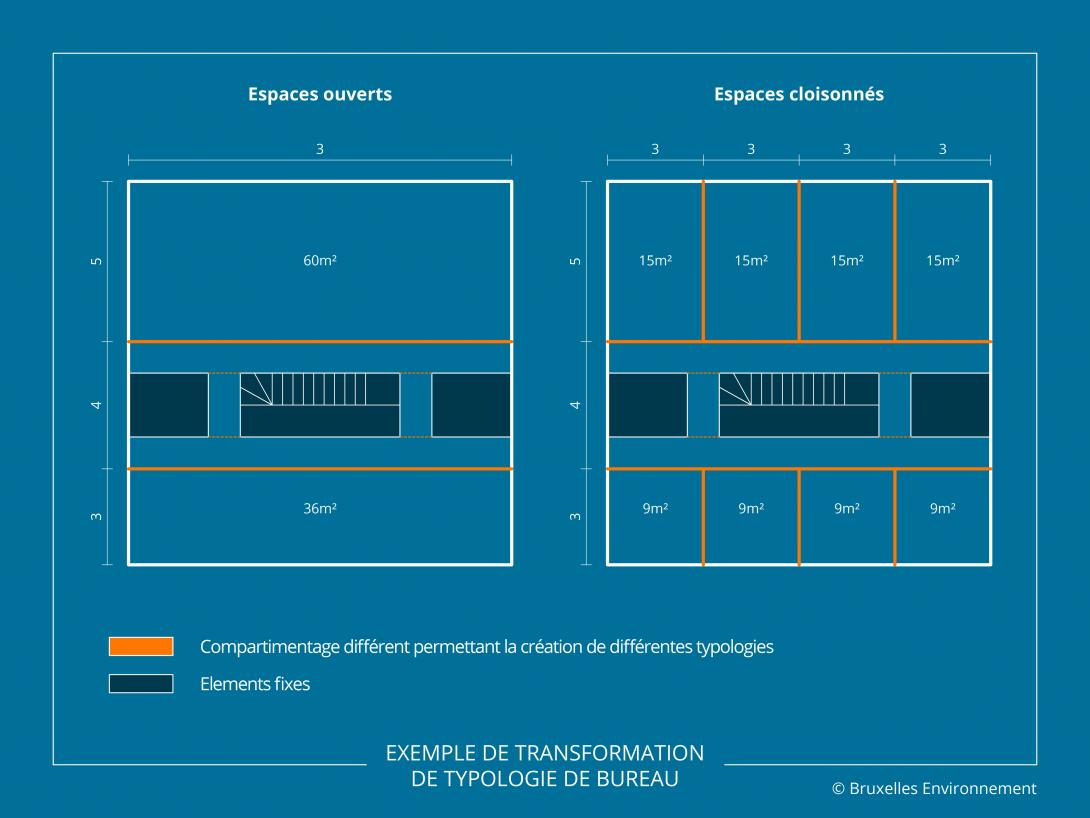 Espaces ouverts
3
5
60m²
4
3
36m²
Espaces cloisonnés
3 3 3 3
5
15m² 15m² 15m² 15m²
4
3
9m² 9m² 9m² 9m²
Compartimentage différent permettant la création de différentes typologies
Elements fixes
EXEMPLE DE TRANSFORMATION
DE TYPOLOGIE DE BUREAU
© Bruxelles Environnement